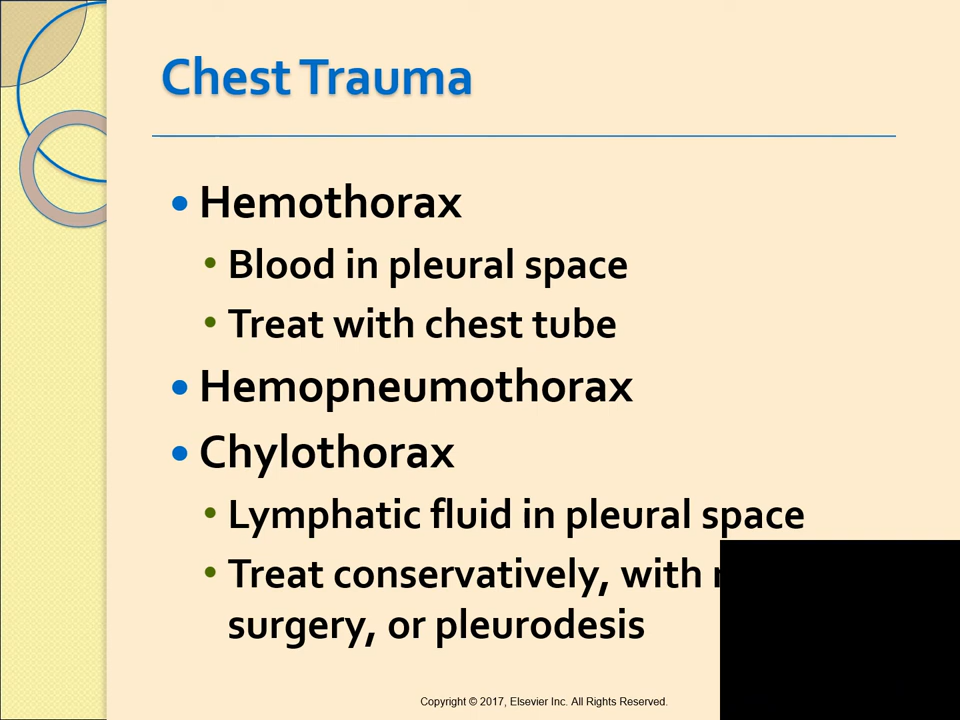 Chest Trauma
• Hemothorax
• Blood in pleural space
• Treat with chest tube
• Hemopneumothorax
• Chylothorax
• Lymphatic fluid in pleural space
• Treat conservatively, with
surgery, or pleurodesis
Copyright © 2017, Elsevier Inc. All Rights Reserved.